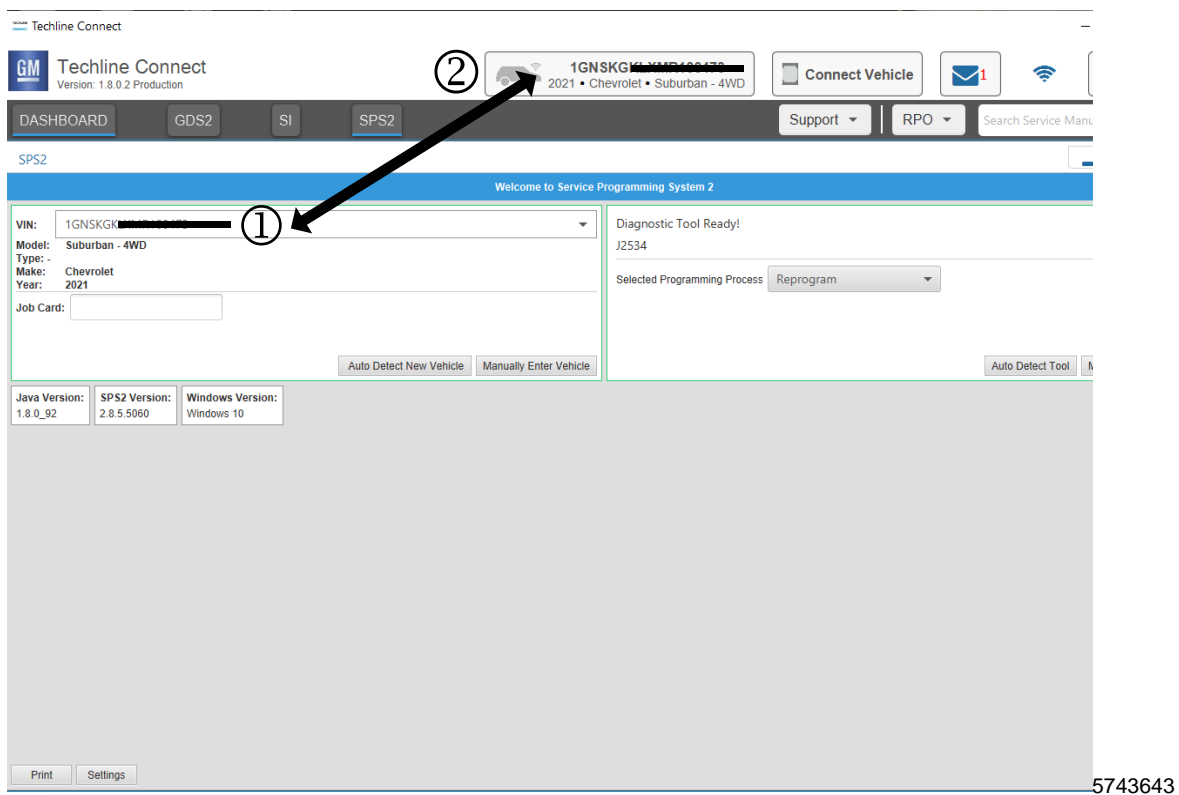 Techline Connect
GM
Techline Connect
Version: 1.8.0.2 Production
② 1GNSKG
2021 • Chevrolet • Suburban - 4WD
Connect Vehicle
1
DASHBOARD GDS2 SI SPS2
Support RPO Search Service Manu
SPS2
Welcome to Service Programming System 2
VIN: 1GNSKGK ①
Model: Suburban - 4WD
Type: -
Make: Chevrolet
Year: 2021
Job Card:
Auto Detect New Vehicle Manually Enter Vehicle
Diagnostic Tool Ready!
J2534
Selected Programming Process Reprogram
Auto Detect Tool
Java Version: SPS2 Version: Windows Version:
1.8.0_92 2.8.5.5060 Windows 10
Print Settings
5743643